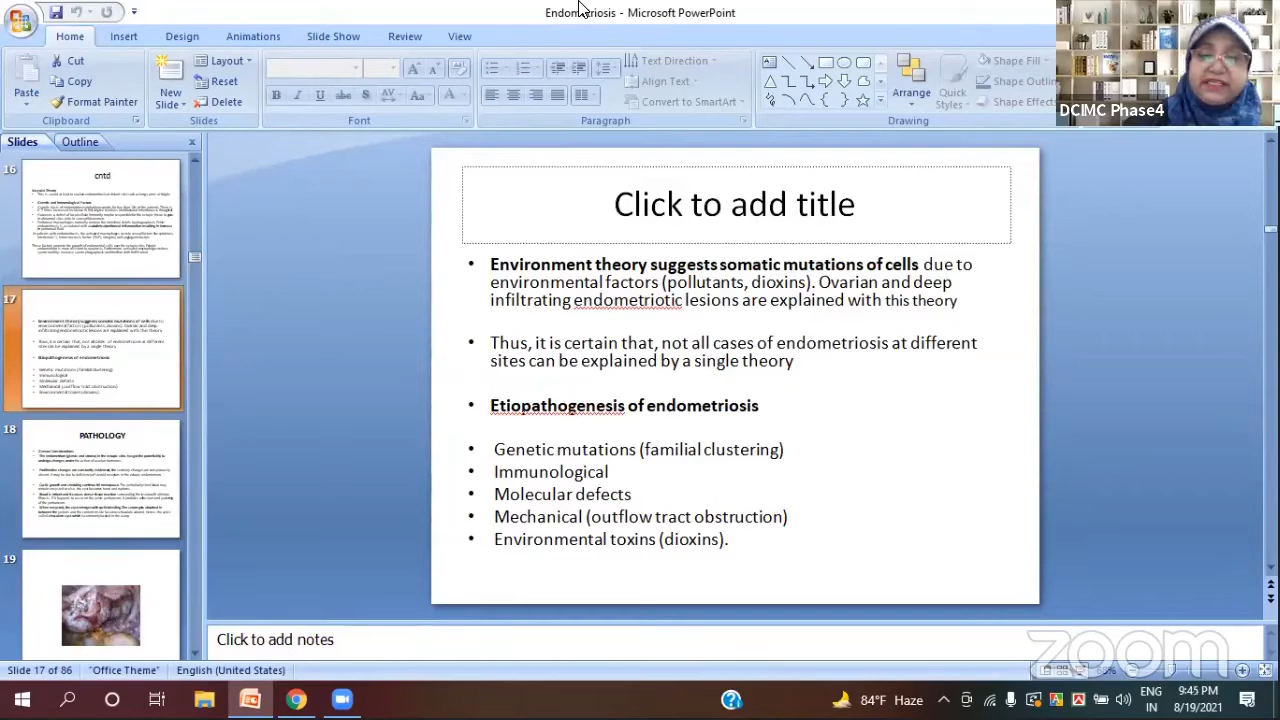 Endometriosis - Microsoft PowerPoint
Home Insert Design Animations Slide Show Review View
DCIMC Phase4
Paste
Cut
Copy
Format Painter
Clipboard
New Slide
Layout
Reset
Delete
Slides
Font
Text Direction
Align Text
Convert to SmartArt
Paragraph
Arrange
Quick Styles
Shape Fill
Shape Outlin
Shape Effects
Drawing
Slides Outline
16
cntd
17
18
PATHOLOGY
19
Click to add title
• Environment theory suggests somatic mutations of cells due to
environmental factors (pollutants, dioxins). Ovarian and deep
infiltrating endometriotic lesions are explained with this theory
• Thus, it is certain that, not all cases of endometriosis at different
sites can be explained by a single theory
• Etiopathogenesis of endometriosis
• Genetic mutations (familial clustering)
• Immunological
• Molecular defects
• Mechanical (outflow tract obstruction)
• Environmental toxins (dioxins).
Click to add notes
zoom
Slide 17 of 86 "Office Theme" English (United States)
84°F Haze
ENG
IN
9:45 PM
8/19/2021